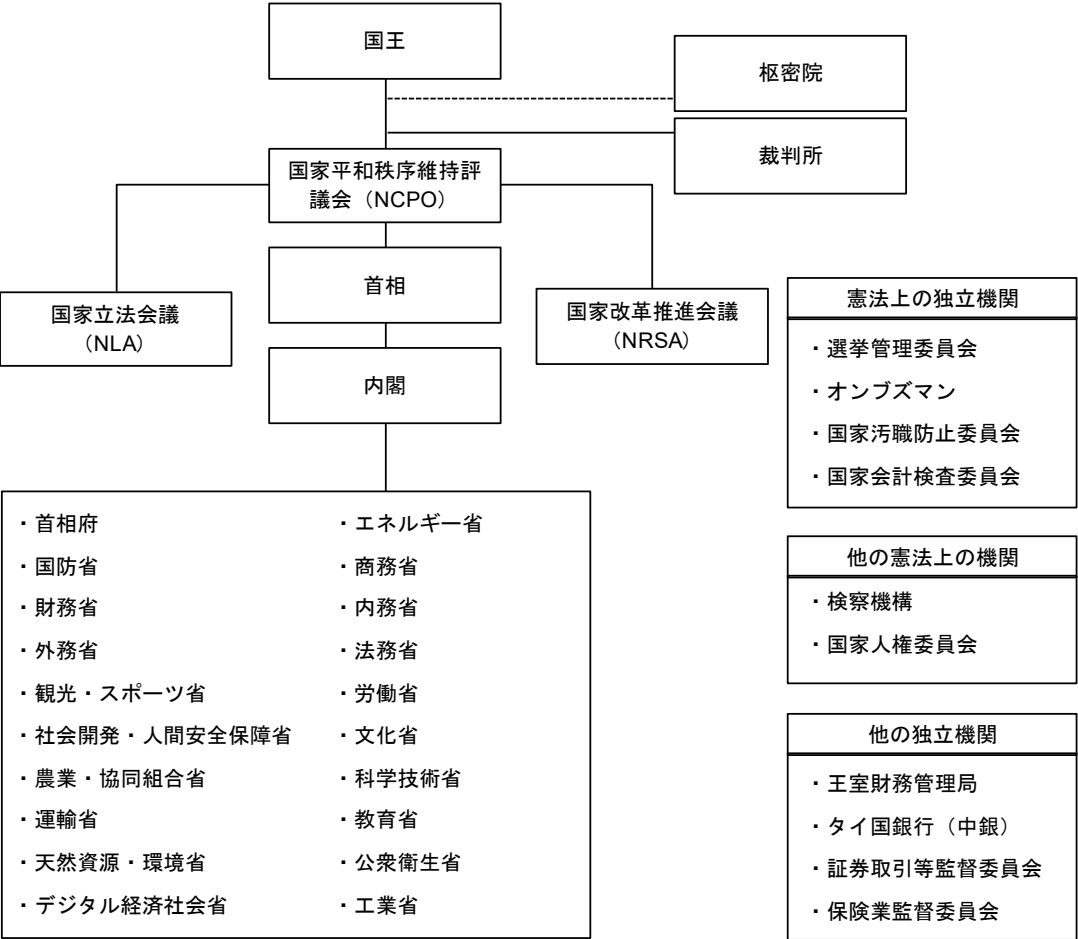 国王
枢密院
裁判所
国家平和秩序維持評
議会（NCPO）
首相
国家立法会議
（NLA）
国家改革推進会議
（NRSA）
内閣
・首相府
・国防省
・財務省
・外務省
・観光・スポーツ省
・社会開発・人間安全保障省
・農業・協同組合省
・運輸省
・天然資源・環境省
・デジタル経済社会省
・エネルギー省
・商務省
・内務省
・法務省
・労働省
・文化省
・科学技術省
・教育省
・公衆衛生省
・工業省
憲法上の独立機関
・選挙管理委員会
・オンブズマン
・国家汚職防止委員会
・国家会計検査委員会
他の憲法上の機関
・検察機構
・国家人権委員会
他の独立機関
・王室財務管理局
・タイ国銀行（中銀）
・証券取引等監督委員会
・保険業監督委員会